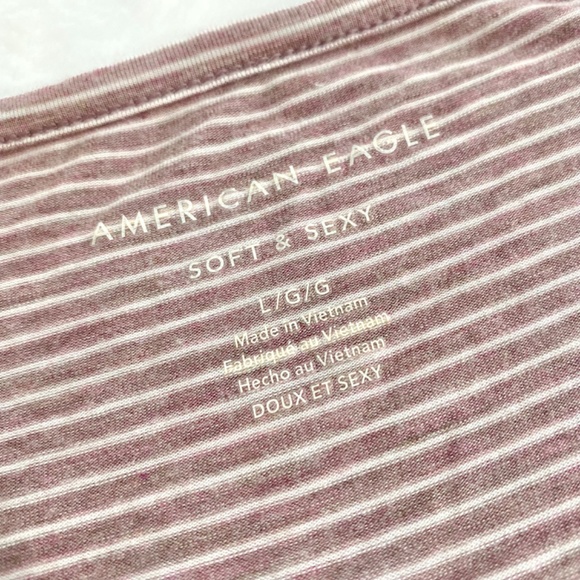 AMERICAN EAGLE
SOFT & SEXY
L/G/G
Made in Vietnam
Fabriqué au Vietnam
Hecho au Vietnam
DOUX ET SEXY